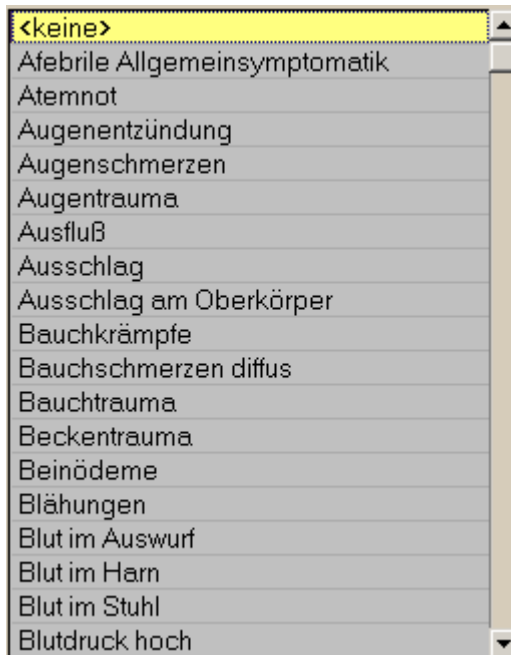 <keine>
Afebrile Allgemeinsymptomatik
Atemnot
Augenentzündung
Augenschmerzen
Augentrauma
Ausfluß
Ausschlag
Ausschlag am Oberkörper
Bauchkrämpfe
Bauchschmerzen diffus
Bauchtrauma
Beckentrauma
Beinödeme
Blähungen
Blut im Auswurf
Blut im Harn
Blut im Stuhl
Blutdruck hoch